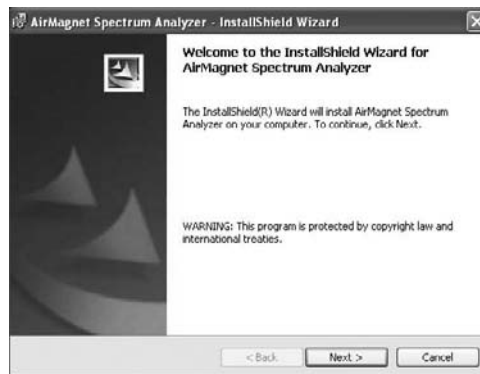 AirMagnet Spectrum Analyzer - InstallShield Wizard
Welcome to the InstallShield Wizard for
AirMagnet Spectrum Analyzer
The InstallShield(R) Wizard will install AirMagnet Spectrum
Analyzer on your computer. To continue, click Next.
WARNING: This program is protected by copyright law and
international treaties.
< Back Next > Cancel